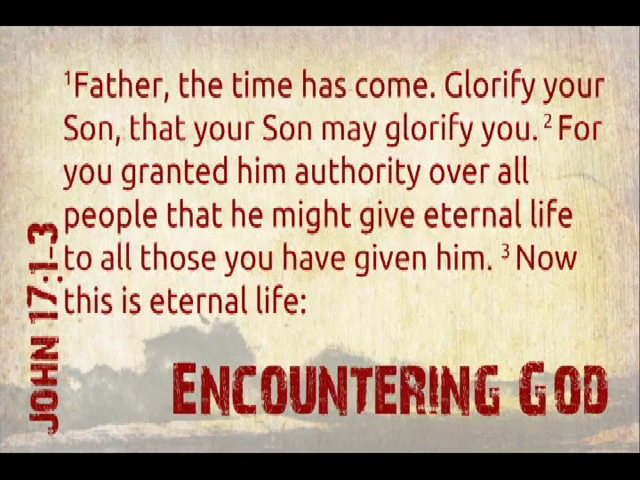 ¹Father, the time has come. Glorify your
Son, that your Son may glorify you. ² For
you granted him authority over all
people that he might give eternal life
to all those you have given him. ³ Now
this is eternal life:
JOHN 17:1-3
ENCOUNTERING GOD